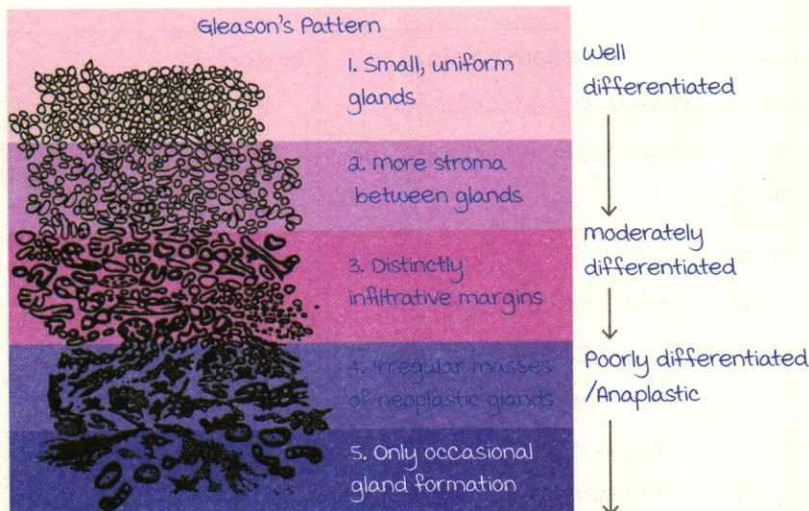 Gleason's Pattern
1. Small, uniform
glands
Well
differentiated
2. more stroma
between glands
moderately
differentiated
3. Distinctly
infiltrative margins
4. Irregular masses
of neoplastic glands
Poorly differentiated
/Anaplastic
5. Only occasional
gland formation